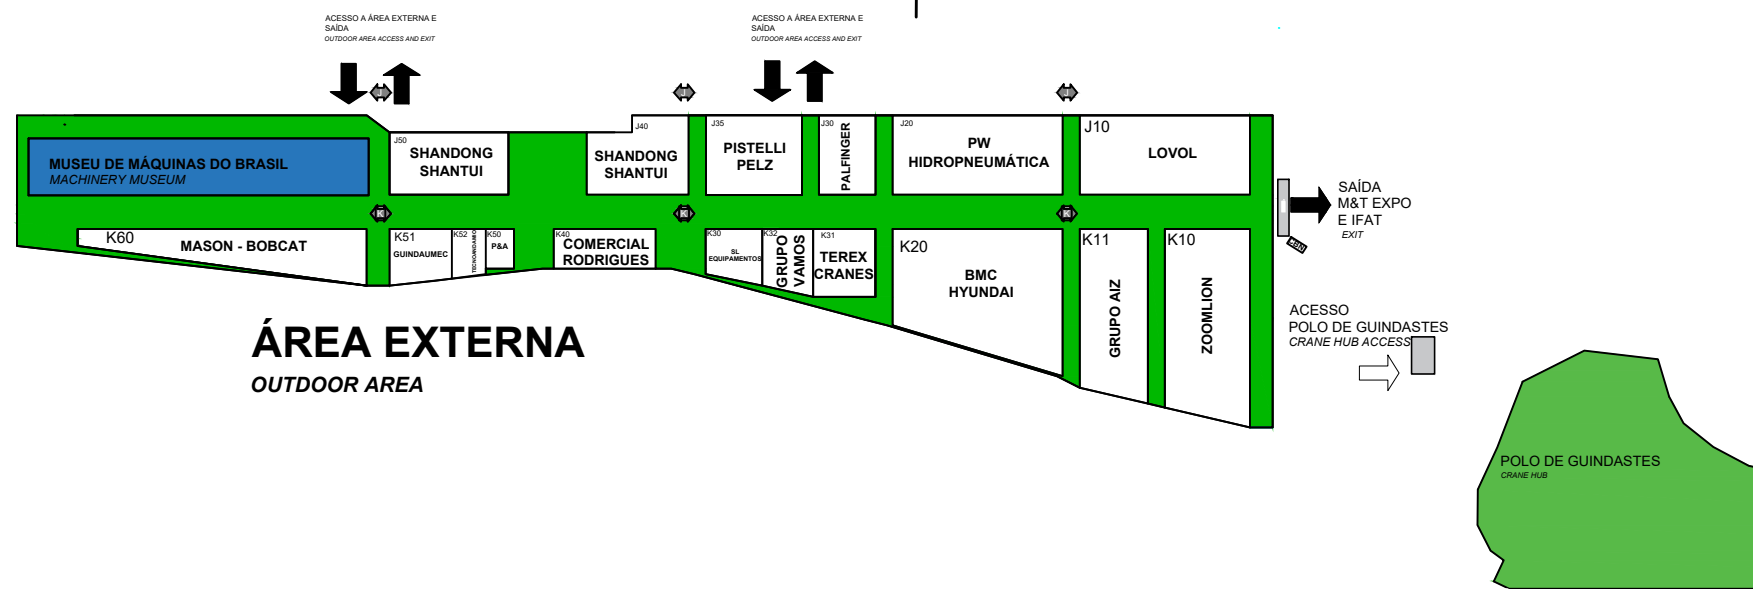 ACESSO A ÁREA EXTERNA E
SAÍDA
OUTDOOR AREA ACCESS AND EXIT
ACESSO A ÁREA EXTERNA E
SAÍDA
OUTDOOR AREA ACCESS AND EXIT
J
J
J
J50
SHANDONG
SHANTUI
J40
SHANDONG
SHANTUI
J35
PISTELLI
PELZ
J30
PALFINGER
J20
PW
HIDROPNEUMÁTICA
J10
LOVOL
MUSEU DE MÁQUINAS DO BRASIL
MACHINERY MUSEUM
K
K
K
SAÍDA
M&T EXPO
E IFAT
EXIT
K60
MASON - BOBCAT
K51
GUINDAUMEC
K52
K50
P&A
K40
COMERCIAL
RODRIGUES
K30
SL
EQUIPAMENTOS
K32
GRUPO
VAMOS
K31
TEREX
CRANES
K20
BMC
HYUNDAI
K11
GRUPO AIZ
K10
ZOOMLION
ACESSO
POLO DE GUINDASTES
CRANE HUB ACCESS
ÁREA EXTERNA
OUTDOOR AREA
POLO DE GUINDASTES
CRANE HUB